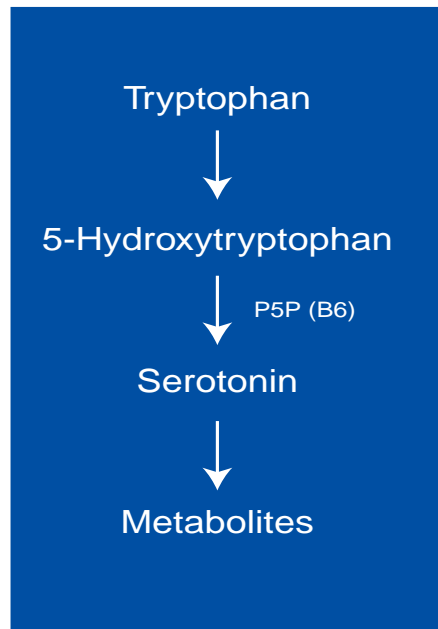 Tryptophan
5-Hydroxytryptophan
P5P (B6)
Serotonin
Metabolites